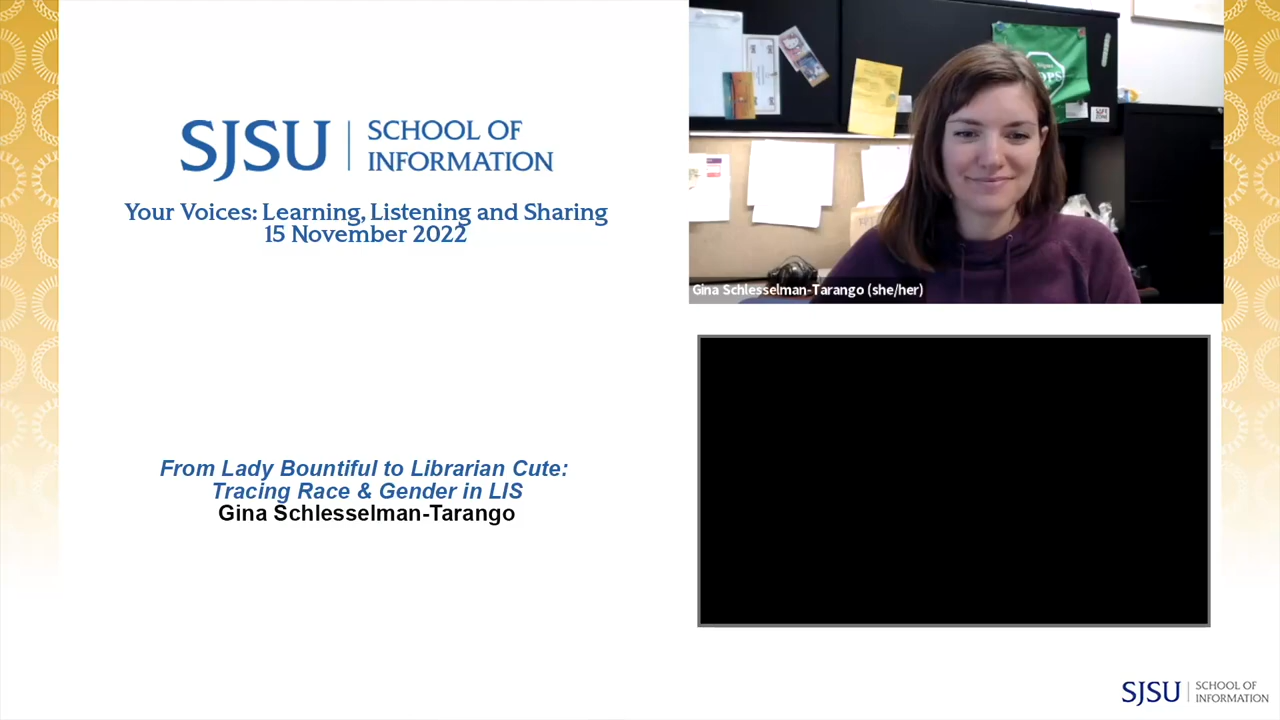 SJSU | SCHOOL OF
INFORMATION
Your Voices: Learning, Listening and Sharing
15 November 2022
From Lady Bountiful to Librarian Cute:
Tracing Race & Gender in LIS
Gina Schlesselman-Tarango
Gina Schlesselman-Tarango (she/her)
SJSU | SCHOOL OF
INFORMATION